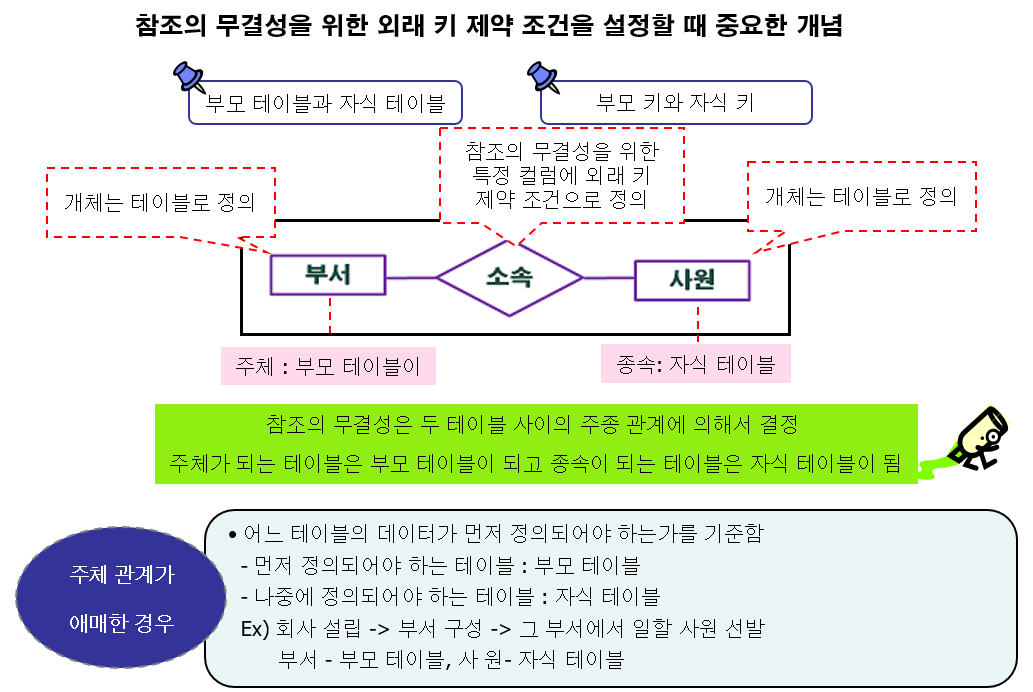 참조의 무결성을 위한 외래 키 제약 조건을 설정할 때 중요한 개념
부모 테이블과 자식 테이블
부모 키와 자식 키
참조의 무결성을 위한
특정 컬럼에 외래 키
제약 조건으로 정의
개체는 테이블로 정의
개체는 테이블로 정의
부서
소속
사원
주체 : 부모 테이블이
종속: 자식 테이블
참조의 무결성은 두 테이블 사이의 주종 관계에 의해서 결정
주체가 되는 테이블은 부모 테이블이 되고 종속이 되는 테이블은 자식 테이블이 됨
주체 관계가
애매한 경우
• 어느 테이블의 데이터가 먼저 정의되어야 하는가를 기준함
- 먼저 정의되어야 하는 테이블 : 부모 테이블
- 나중에 정의되어야 하는 테이블 : 자식 테이블
Ex) 회사 설립 -> 부서 구성 -> 그 부서에서 일할 사원 선발
부서 - 부모 테이블, 사 원- 자식 테이블